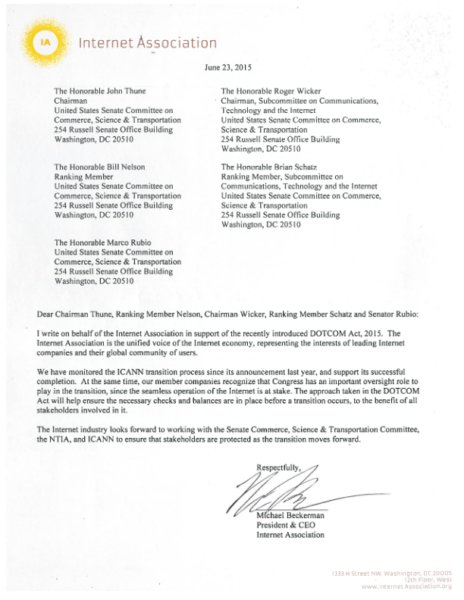 IA
Internet Association
June 23, 2015
The Honorable John Thune
Chairman
United States Senate Committee on
Commerce, Science & Transportation
254 Russell Senate Office Building
Washington, DC 20510
The Honorable Roger Wicker
Chairman, Subcommittee on Communications,
Technology and the Internet
United States Senate Committee on Commerce,
Science & Transportation
254 Russell Senate Office Building
Washington, DC 20510
The Honorable Bill Nelson
Ranking Member
United States Senate Committee on
Commerce, Science & Transportation
254 Russell Senate Office Building
Washington, DC 20510
The Honorable Brian Schatz
Ranking Member, Subcommittee on
Communications, Technology and the Internet
United States Senate Committee on Commerce,
Science & Transportation
254 Russell Senate Office Building
Washington, DC 20510
The Honorable Marco Rubio
United States Senate Committee on
Commerce, Science & Transportation
254 Russell Senate Office Building
Washington, DC 20510
Dear Chairman Thune, Ranking Member Nelson, Chairman Wicker, Ranking Member Schatz and Senator Rubio:
I write on behalf of the Internet Association in support of the recently introduced DOTCOM Act, 2015. The
Internet Association is the unified voice of the Internet economy, representing the interests of leading Internet
companies and their global community of users.
We have monitored the ICANN transition process since its announcement last year, and support its successful
completion. At the same time, our member companies recognize that Congress has an important oversight role to
play in the transition, since the seamless operation of the Internet is at stake. The approach taken in the DOTCOM
Act will help ensure the necessary checks and balances are in place before a transition occurs, to the benefit of all
stakeholders involved in it.
The Internet industry looks forward to working with the Senate Commerce, Science & Transportation Committee,
the NTIA, and ICANN to ensure that stakeholders are protected as the transition moves forward.
Respectfully,
Michael Beckerman
President & CEO
Internet Association
1333 H Street NW, Washington, DC 20005
12th Floor, West
www.internetassociation.org